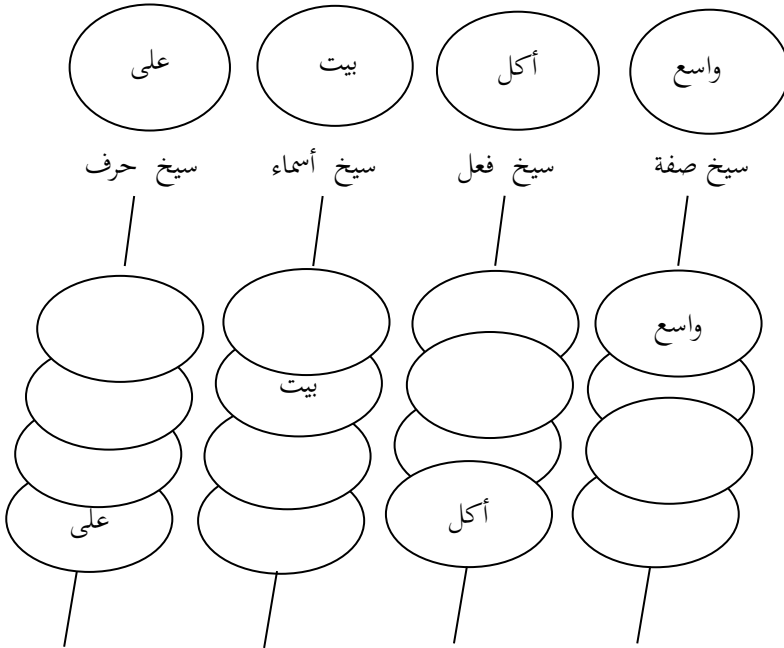 واسع أكل بيت على
سيخ صفة سيخ فعل سيخ أسماء سيخ حرف
واسع
بيت
أكل
على